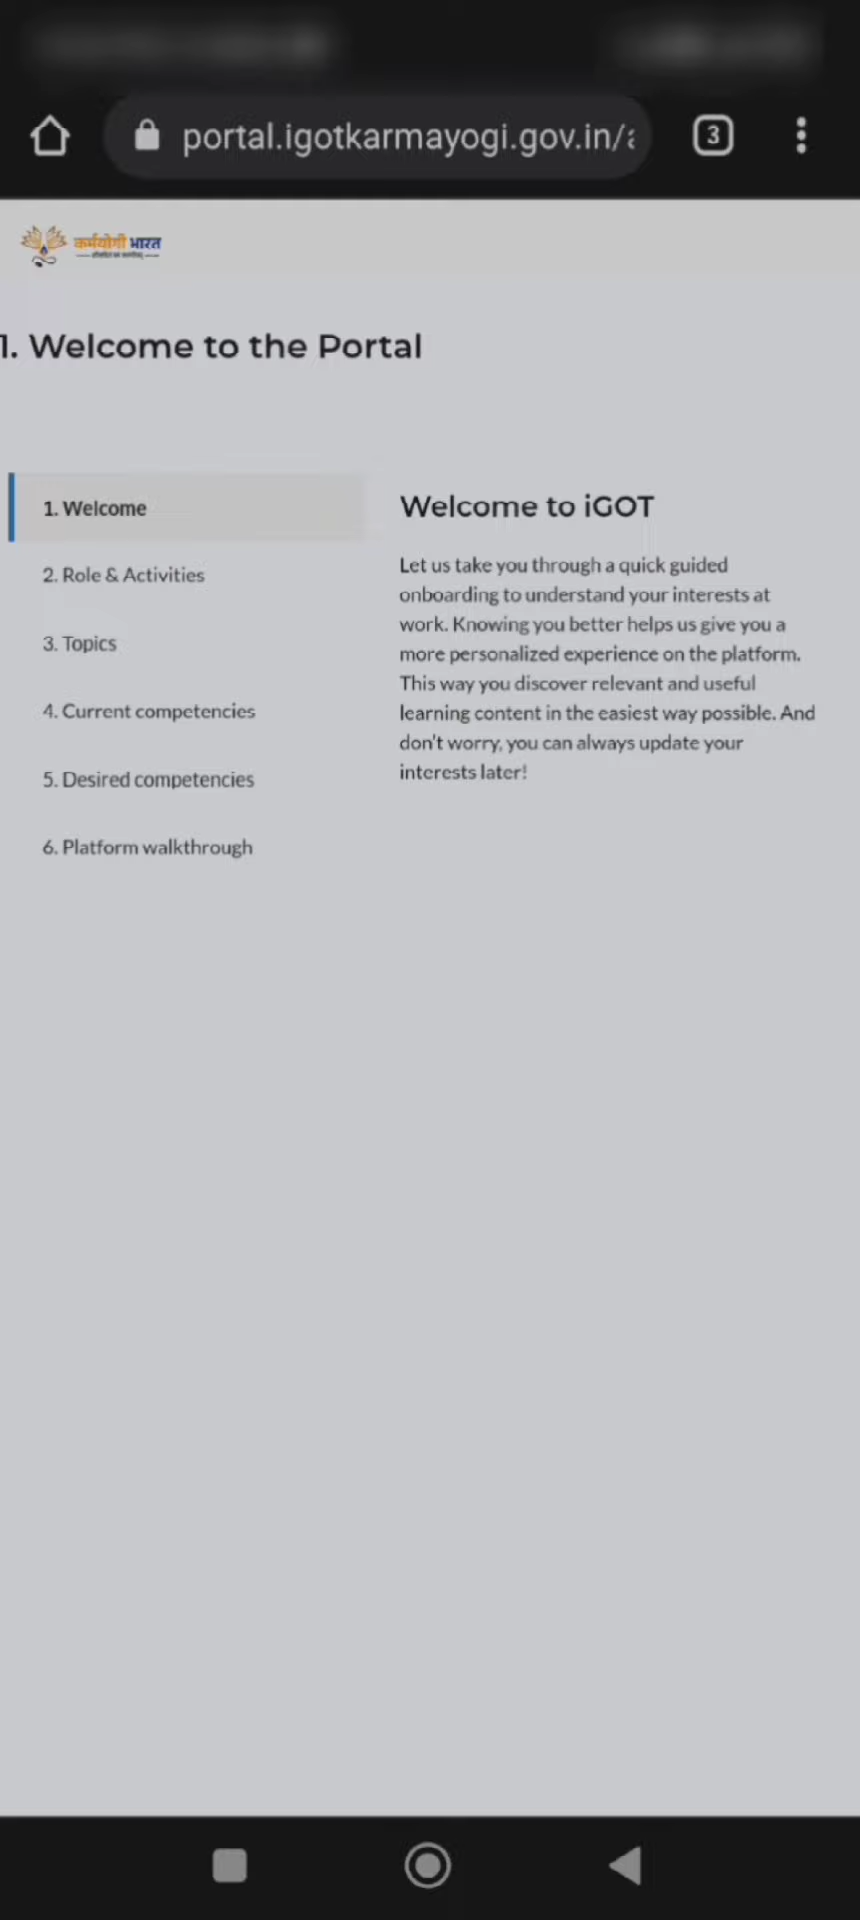 portal.igotkarmayogi.gov.in/
3
कर्मयोगी भारत
1. Welcome to the Portal
1. Welcome
2. Role & Activities
3. Topics
4. Current competencies
5. Desired competencies
6. Platform walkthrough
Welcome to iGOT
Let us take you through a quick guided
onboarding to understand your interests at
work. Knowing you better helps us give you a
more personalized experience on the platform.
This way you discover relevant and useful
learning content in the easiest way possible. And
don't worry, you can always update your
interests later!